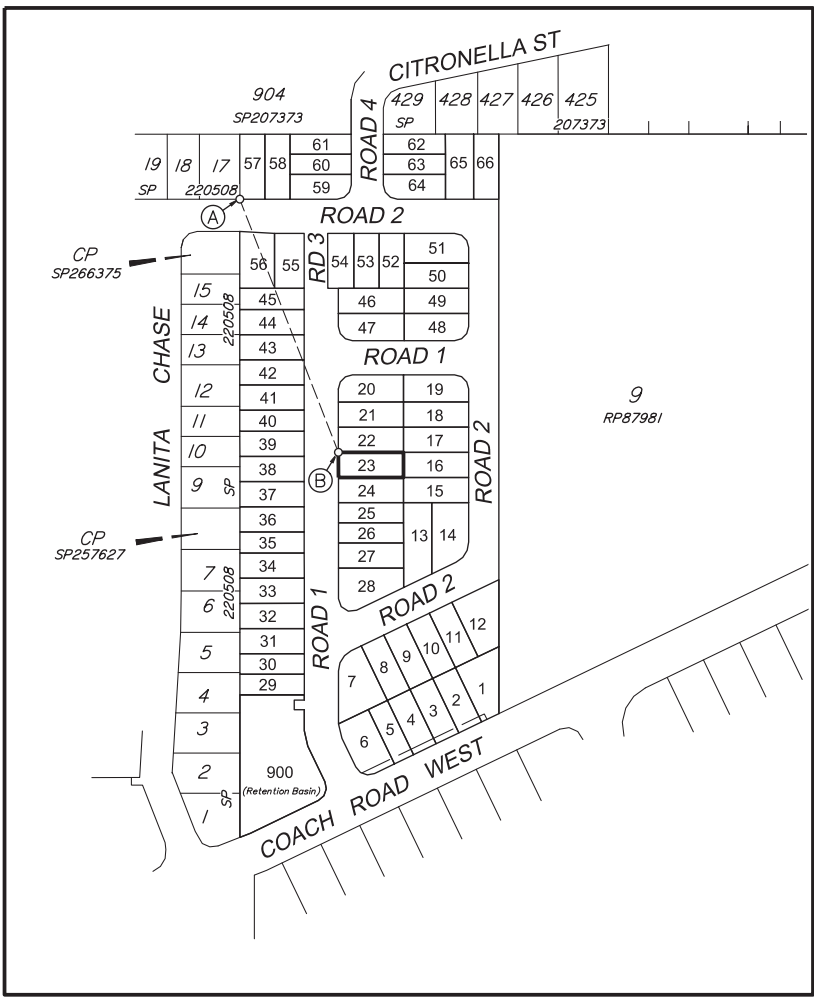 CITRONELLA ST
904
SP207373
429 428 427 426 425
SP
207373
ROAD 4
19 18 17 57 58
SP 220508
61
60
59
62
63
64
65 66
A
ROAD 2
CP
SP266375
56 55
RD 3
54 53 52
51
50
15
45
46
49
14
44
47
48
220508
13
43
ROAD 1
LANITA CHASE
42
12
41
20
19
9
RP87981
11
40
21
18
10
39
22
17
ROAD 2
B
38
23
16
9
SP
37
24
15
36
25
CP
SP257627
35
26
13 14
34
27
7
33
28
220508
6
32
ROAD 1
ROAD 2
5
31
30
29
7 8 9 10 11 12
4
3
6 5 4 3 2 1
2
900
(Retention Basin)
1
SP
COACH ROAD WEST